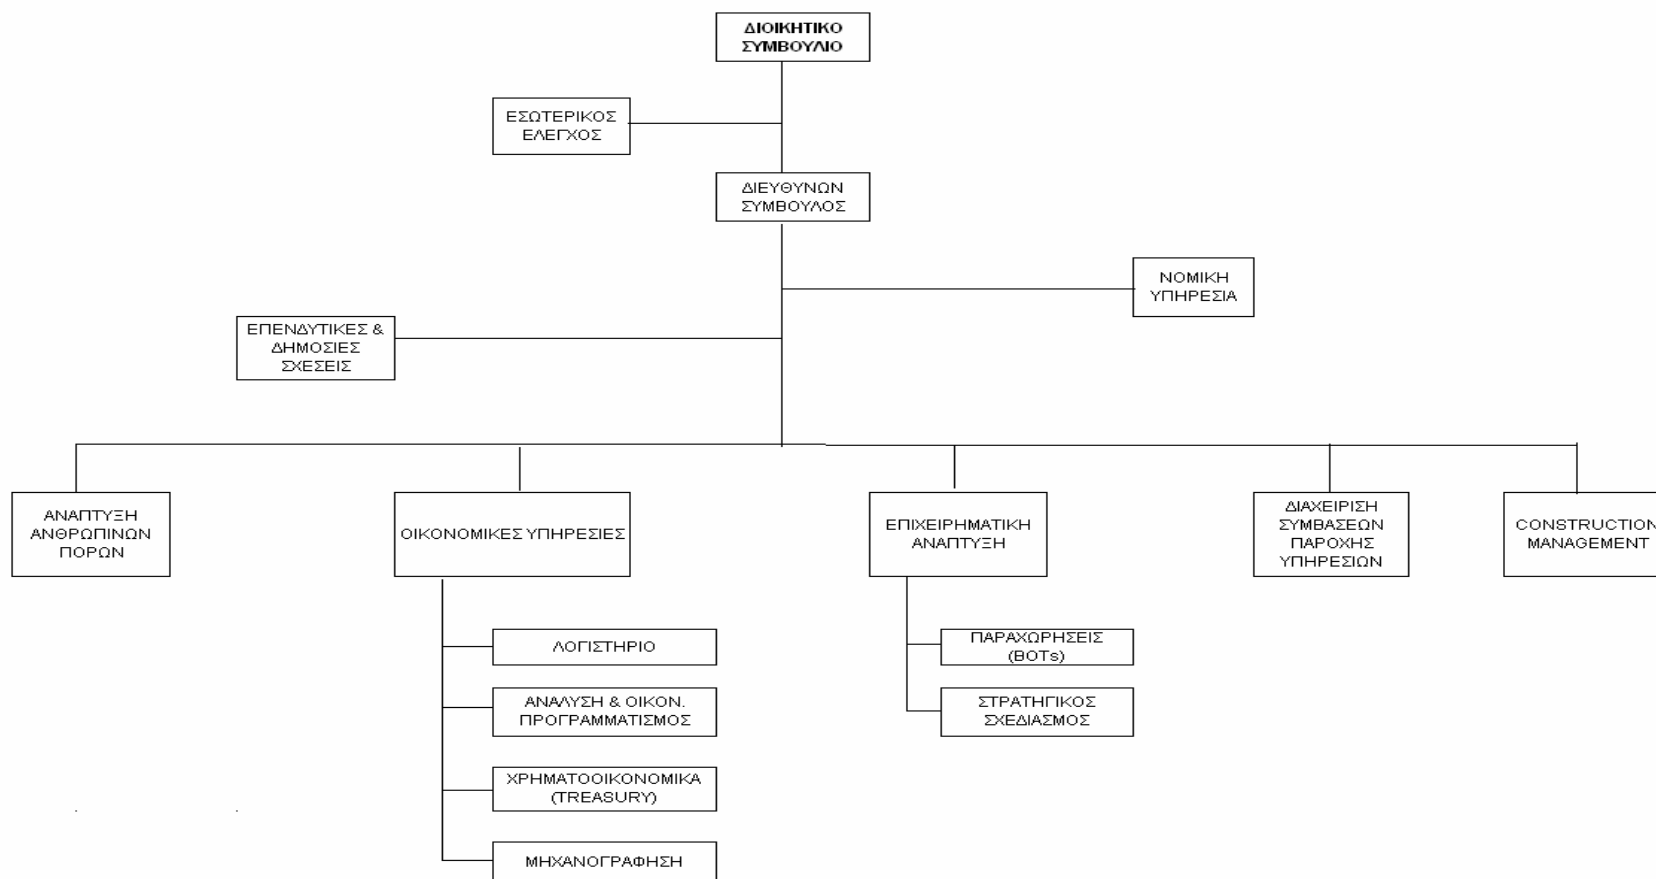 ΔΙΟΙΚΗΤΙΚΟ
ΣΥΜΒΟΥΛΙΟ
ΕΣΩΤΕΡΙΚΟΣ
ΕΛΕΓΧΟΣ
ΔΙΕΥΘΥΝΩΝ
ΣΥΜΒΟΥΛΟΣ
ΝΟΜΙΚΗ
ΥΠΗΡΕΣΙΑ
ΕΠΕΝΔΥΤΙΚΕΣ &
ΔΗΜΟΣΙΕΣ
ΣΧΕΣΕΙΣ
ΑΝΑΠΤΥΞΗ
ΑΝΘΡΩΠΙΝΩΝ
ΠΟΡΩΝ
ΟΙΚΟΝΟΜΙΚΕΣ ΥΠΗΡΕΣΙΕΣ
ΕΠΙΧΕΙΡΗΜΑΤΙΚΗ
ΑΝΑΠΤΥΞΗ
ΔΙΑΧΕΙΡΙΣΗ
ΣΥΜΒΑΣΕΩΝ
ΠΑΡΟΧΗΣ
ΥΠΗΡΕΣΙΩΝ
CONSTRUCTION
MANAGEMENT
ΛΟΓΙΣΤΗΡΙΟ
ΑΝΑΛΥΣΗ & ΟΙΚΟΝ.
ΠΡΟΓΡΑΜΜΑΤΙΣΜΟΣ
ΧΡΗΜΑΤΟΟΙΚΟΝΟΜΙΚΑ
(TREASURY)
ΜΗΧΑΝΟΓΡΑΦΗΣΗ
ΠΑΡΑΧΩΡΗΣΕΙΣ
(BOTs)
ΣΤΡΑΤΗΓΙΚΟΣ
ΣΧΕΔΙΑΣΜΟΣ